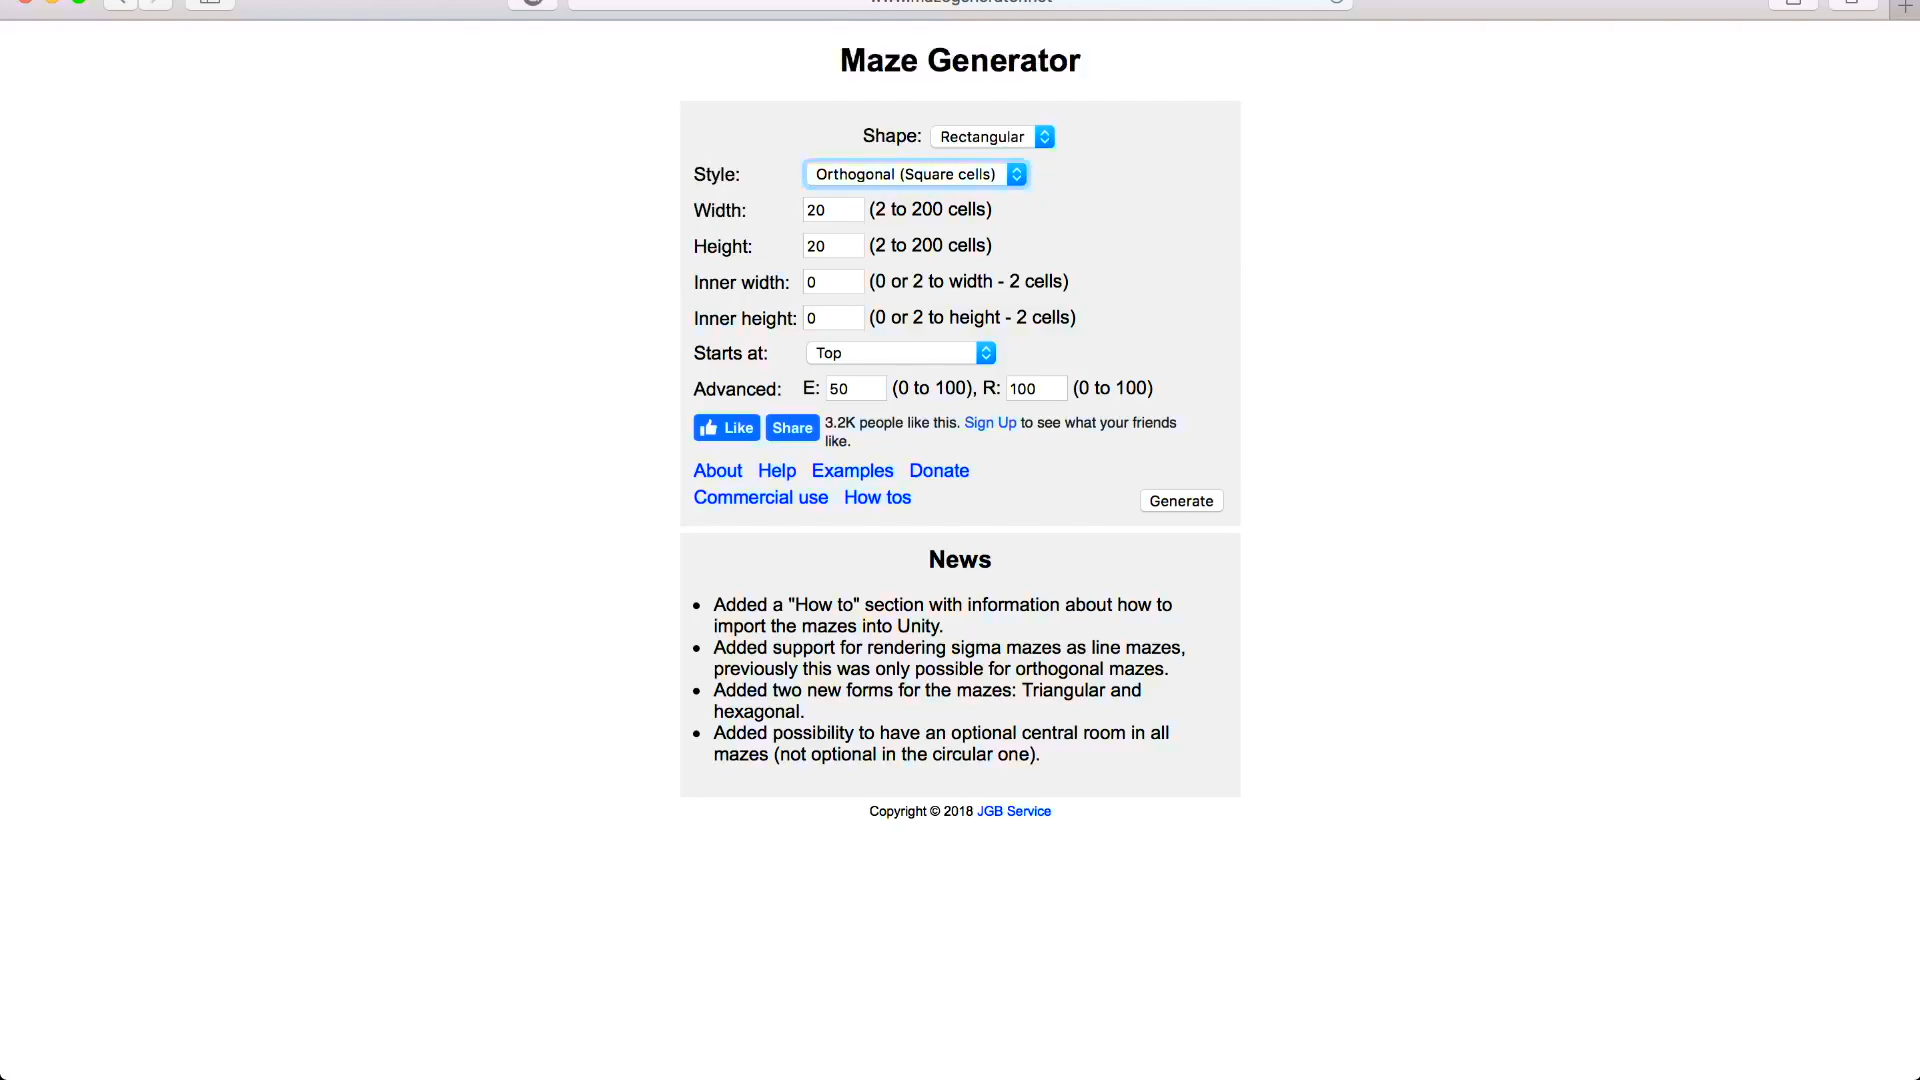 Maze Generator
Shape: Rectangular
Style: Orthogonal (Square cells)
Width: 20 (2 to 200 cells)
Height: 20 (2 to 200 cells)
Inner width: 0 (0 or 2 to width - 2 cells)
Inner height: 0 (0 or 2 to height - 2 cells)
Starts at: Top
Advanced: E: 50 (0 to 100), R: 100 (0 to 100)
Like Share 3.2K people like this. Sign Up to see what your friends
like.
About Help Examples Donate
Commercial use How tos Generate
News
• Added a "How to" section with information about how to
import the mazes into Unity.
• Added support for rendering sigma mazes as line mazes,
previously this was only possible for orthogonal mazes.
• Added two new forms for the mazes: Triangular and
hexagonal.
• Added possibility to have an optional central room in all
mazes (not optional in the circular one).
Copyright © 2018 JGB Service